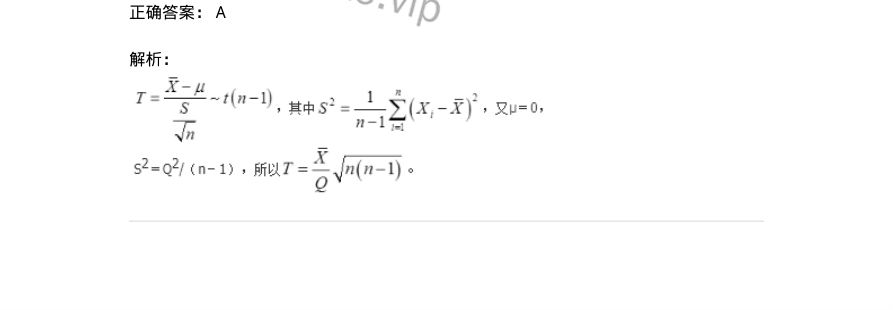 正确答案： A
解析：
T = (X̄ − μ)/(S/√n) ~ t(n−1)，其中 S² = 1/(n−1) ∑_{i=1}^{n} (X_i − X̄)²，又μ=0，
S²=Q²/（n-1），所以 T = X̄/Q √(n(n−1)) 。